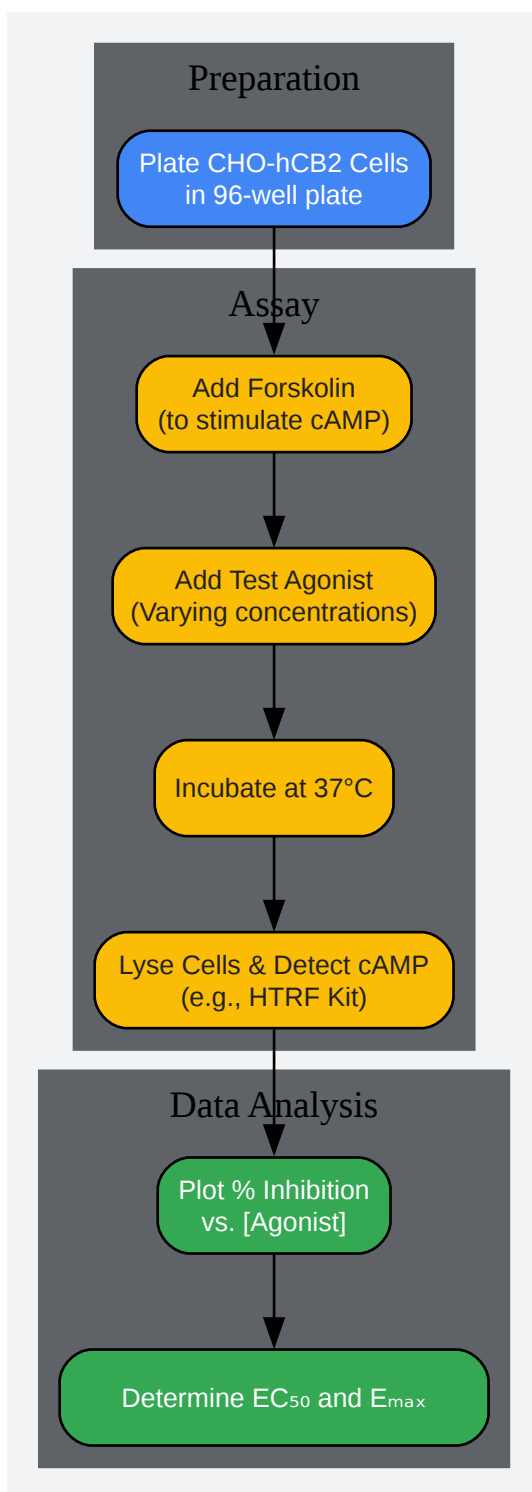 Preparation
Plate CHO-hCB2 Cells
in 96-well plate
Assay
Add Forskolin
(to stimulate cAMP)
Add Test Agonist
(Varying concentrations)
Incubate at 37°C
Lyse Cells & Detect cAMP
(e.g., HTRF Kit)
Data Analysis
Plot % Inhibition
vs. [Agonist]
Determine EC₅₀ and Eₘₐₓ